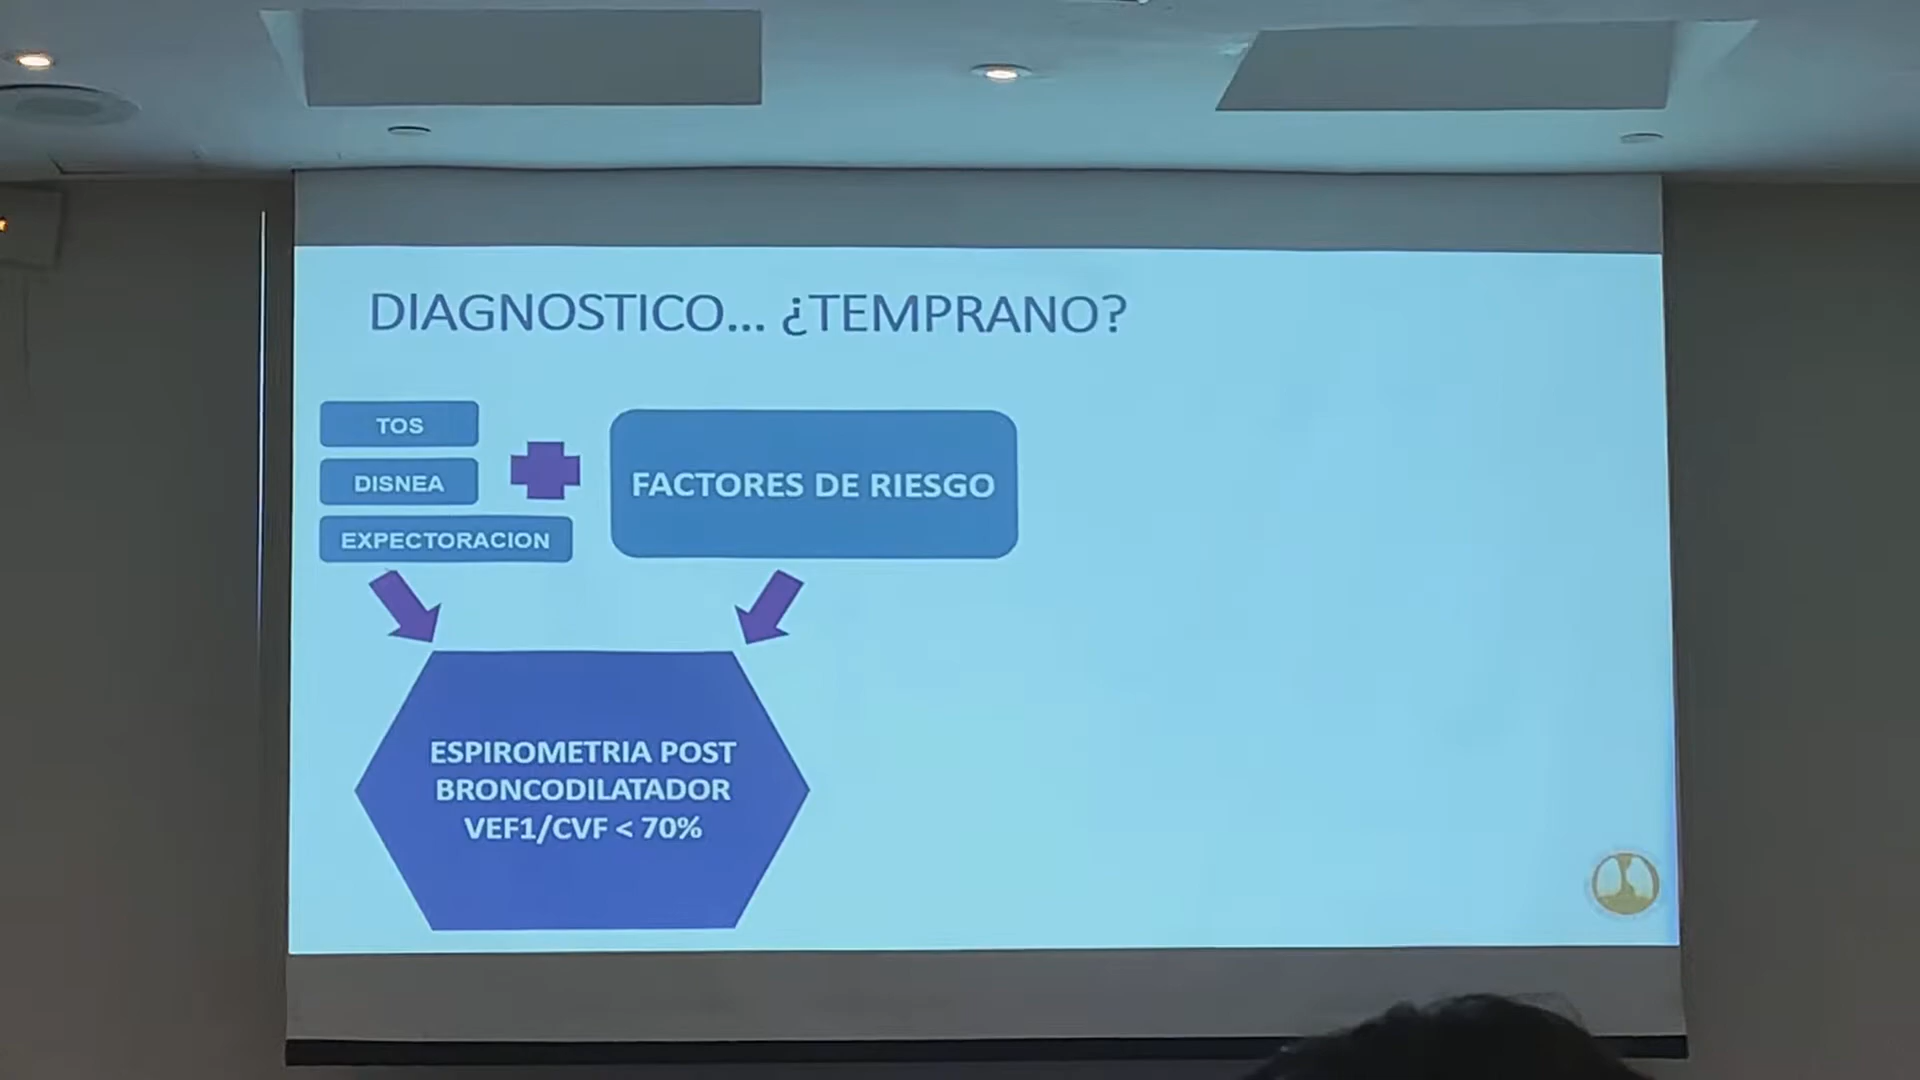 DIAGNOSTICO... ¿TEMPRANO?
TOS
DISNEA
EXPECTORACION
FACTORES DE RIESGO
ESPIROMETRIA POST
BRONCODILATADOR
VEF1/CVF < 70%